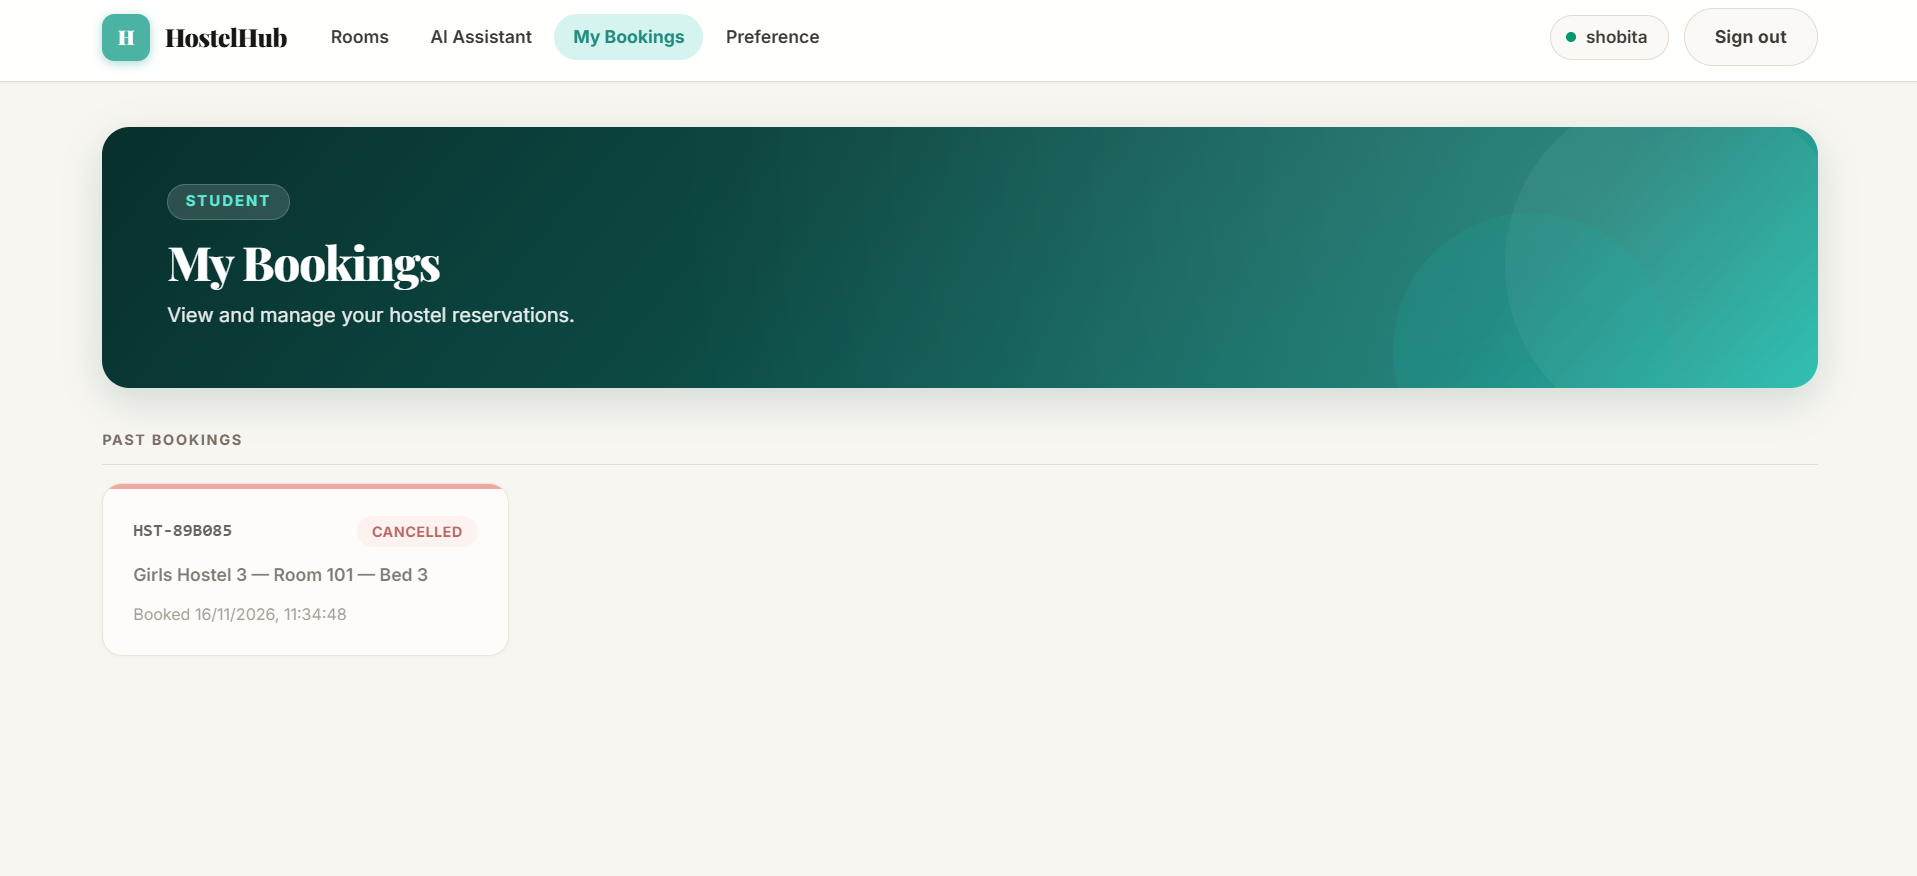 H HostelHub Rooms AI Assistant My Bookings Preference shobita Sign out
STUDENT
My Bookings
View and manage your hostel reservations.
PAST BOOKINGS
HST-89B085 CANCELLED
Girls Hostel 3 — Room 101 — Bed 3
Booked 16/11/2026, 11:34:48